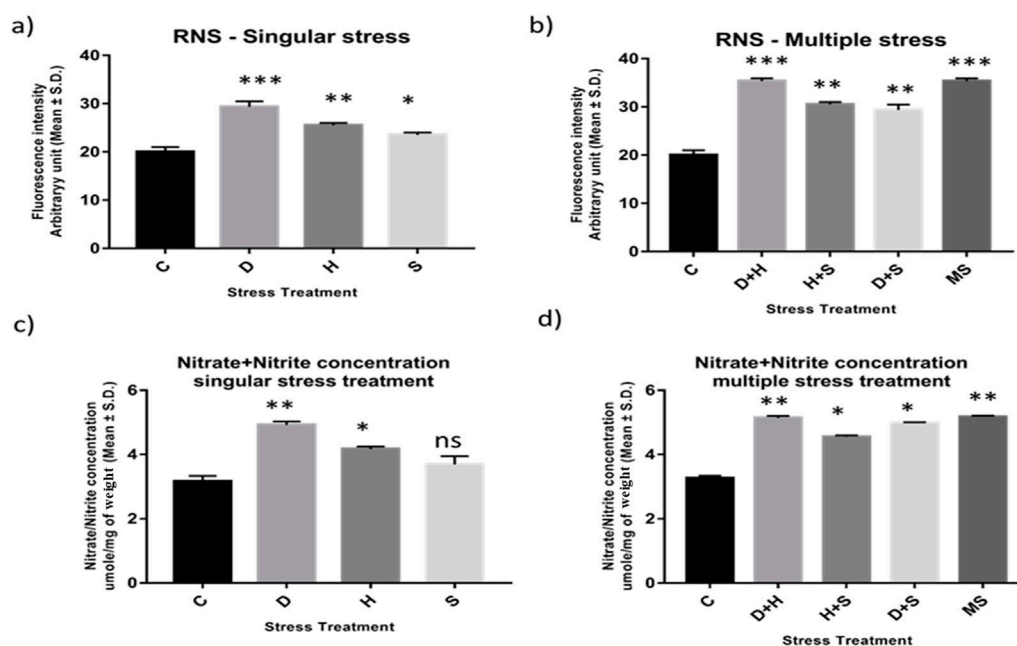 a)
RNS - Singular stress
Fluorescence intensity
Arbitraryy unit (Mean ± S.D.)
40
30
20
10
0
***
**
*
C D H S
Stress Treatment
b)
RNS - Multiple stress
Fluorescence intensity
Arbitraryy unit (Mean ± S.D.)
40
30
20
10
0
***
**
**
***
C D+H H+S D+S MS
Stress Treatment
c)
Nitrate+Nitrite concentration
singular stress treatment
Nitrate/Nitrite concentration
umole/mg of weight (Mean ± S.D.)
6
4
2
0
**
*
ns
C D H S
Stress Treatment
d)
Nitrate+Nitrite concentration
multiple stress treatment
Nitrate/Nitrite concentration
umole/mg of weight (Mean ± S.D.)
6
4
2
0
**
*
*
**
C D+H H+S D+S MS
Stress Treatment